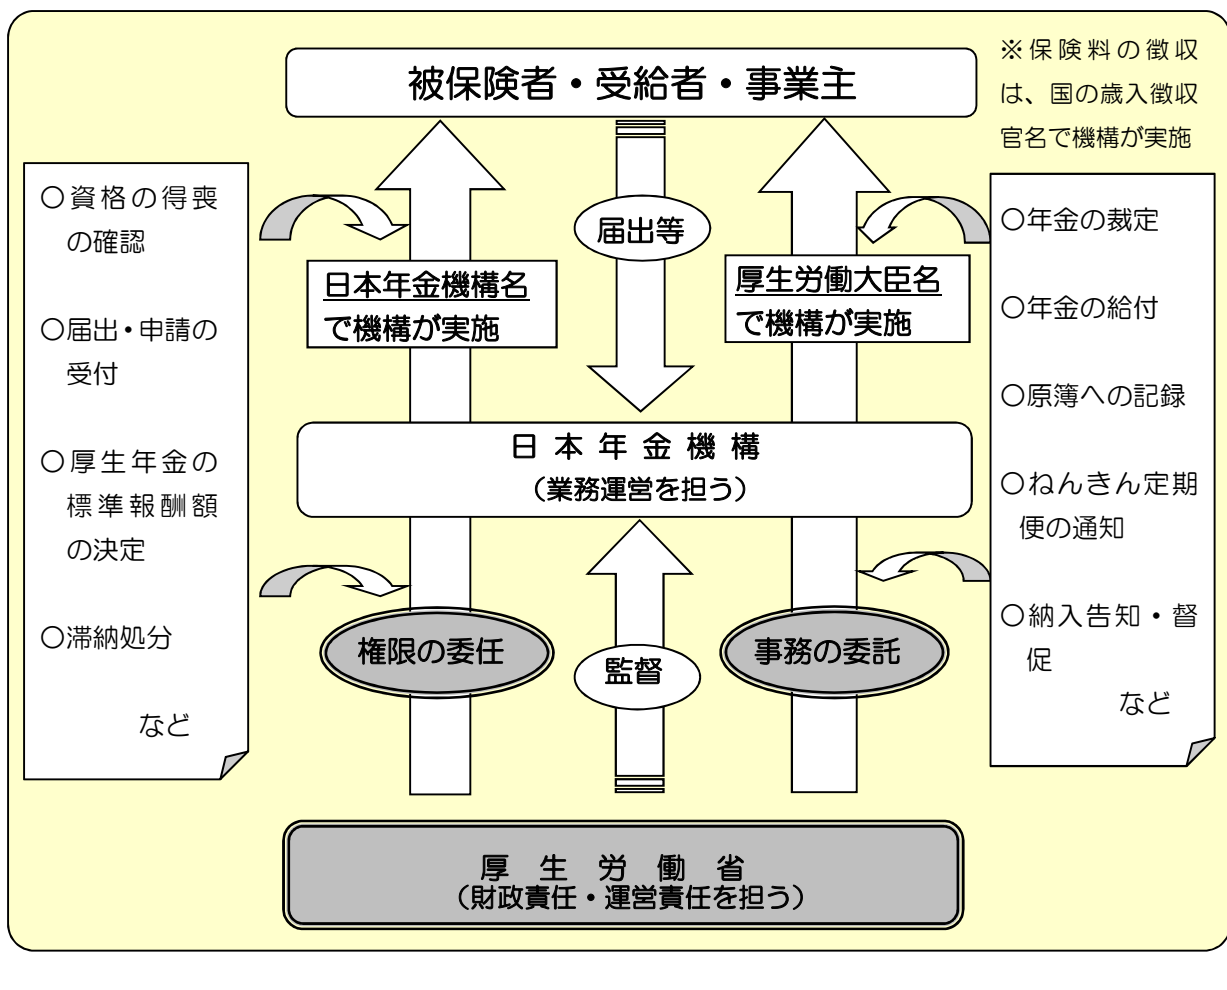 被保険者・受給者・事業主
※保険料の徴収
は、国の歳入徴収
官名で機構が実施
○資格の得喪
の確認
○届出・申請の
受付
○厚生年金の
標準報酬額
の決定
○滞納処分
など
日本年金機構名
で機構が実施
届出等
厚生労働大臣名
で機構が実施
○年金の裁定
○年金の給付
○原簿への記録
○ねんきん定期
便の通知
○納入告知・督
促
など
日本年金機構
（業務運営を担う）
権限の委任
監督
事務の委託
厚生労働省
（財政責任・運営責任を担う）